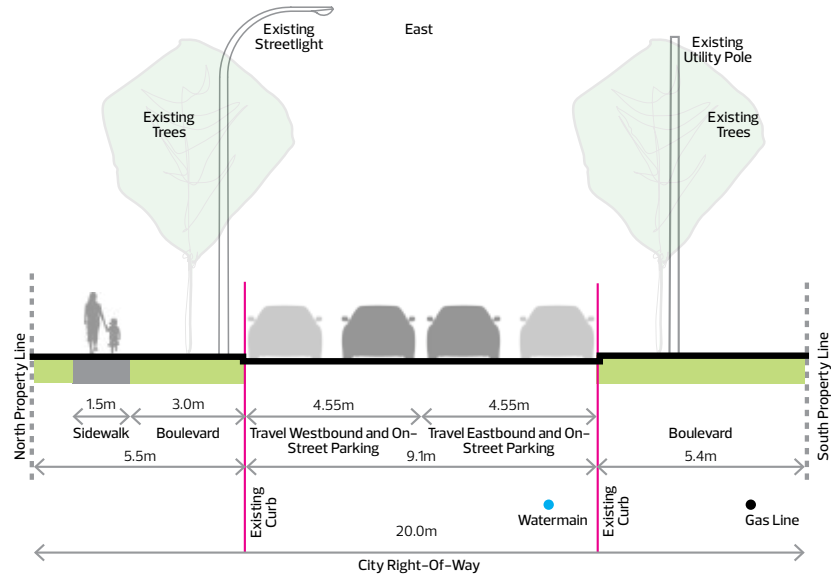 Existing
Streetlight
East
Existing
Utility Pole
Existing
Trees
Existing
Trees
North Property Line
South Property Line
1.5m
3.0m
4.55m
4.55m
Sidewalk
Boulevard
Travel Westbound and On-
Street Parking
Travel Eastbound and On-
Street Parking
Boulevard
5.5m
9.1m
5.4m
Existing
Curb
Existing
Curb
Watermain
Gas Line
20.0m
City Right-Of-Way